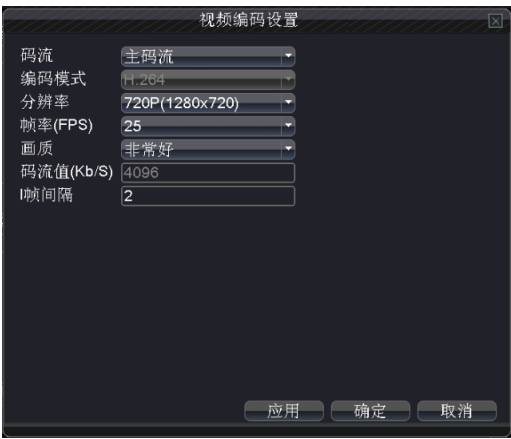 视频编码设置
码流 主码流
编码模式 H.264
分辨率 720P(1280x720)
帧率(FPS) 25
画质 非常好
码流值(Kb/S) 4096
I帧间隔 2
应用 确定 取消